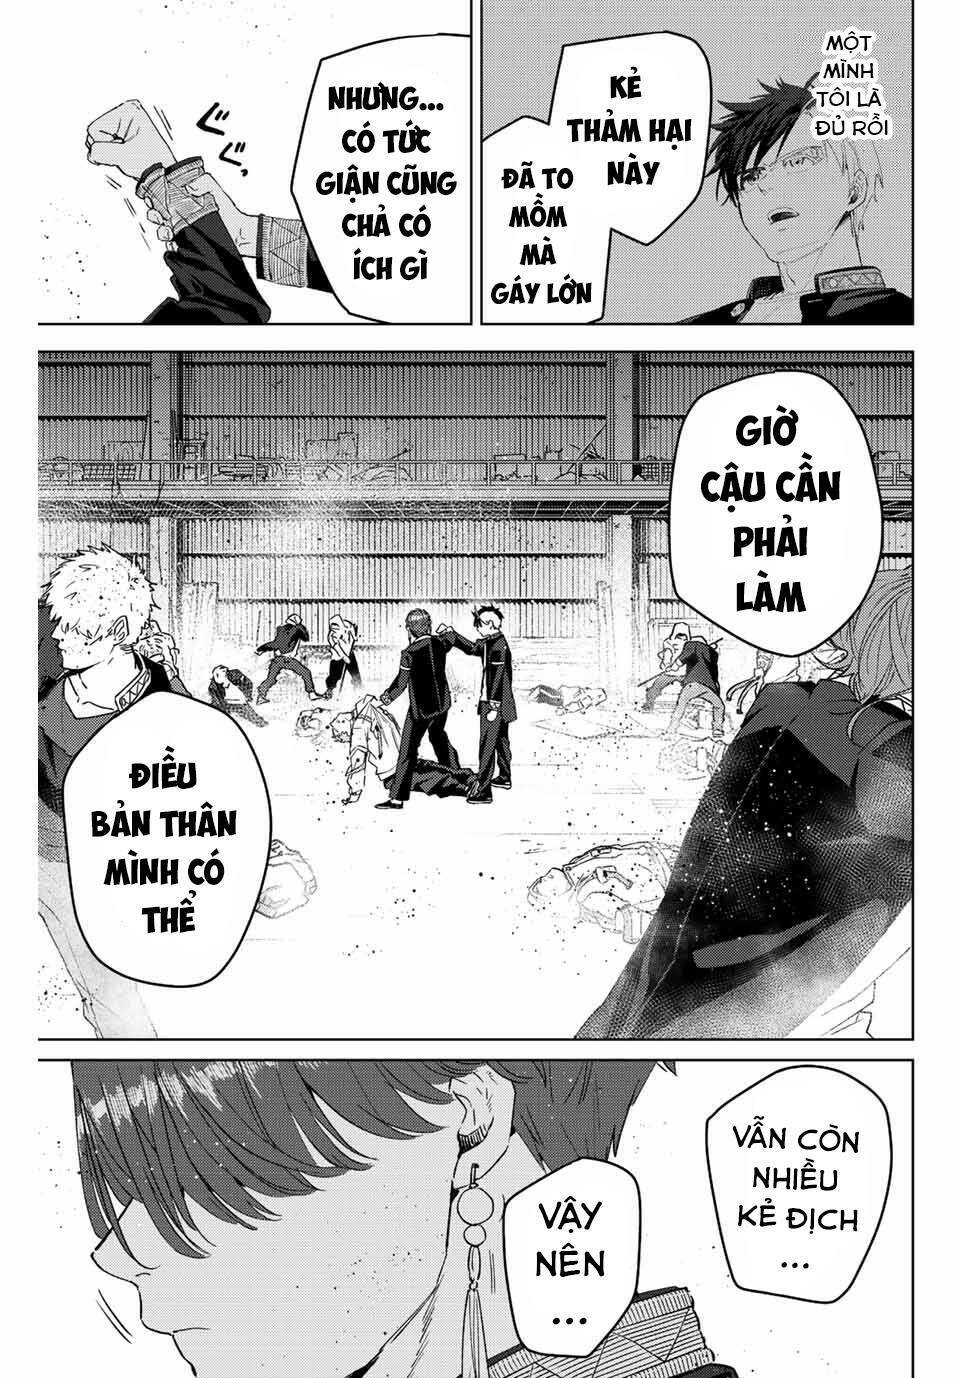 MỘT
MÌNH
TÔI LÀ
ĐỦ RỒI
KẺ
THẢM HẠI
NÀY
ĐÃ TO
MỒM
MÀ
GÁY LỚN
NHƯNG...
CÓ TỨC
GIẬN CŨNG
CHẢ CÓ
ÍCH GÌ
GIỜ
CẬU CẦN
PHẢI
LÀM
ĐIỀU
BẢN THÂN
MÌNH CÓ
THỂ
VẪN CÒN
NHIỀU
KẺ ĐỊCH
...
VẬY
NÊN
...